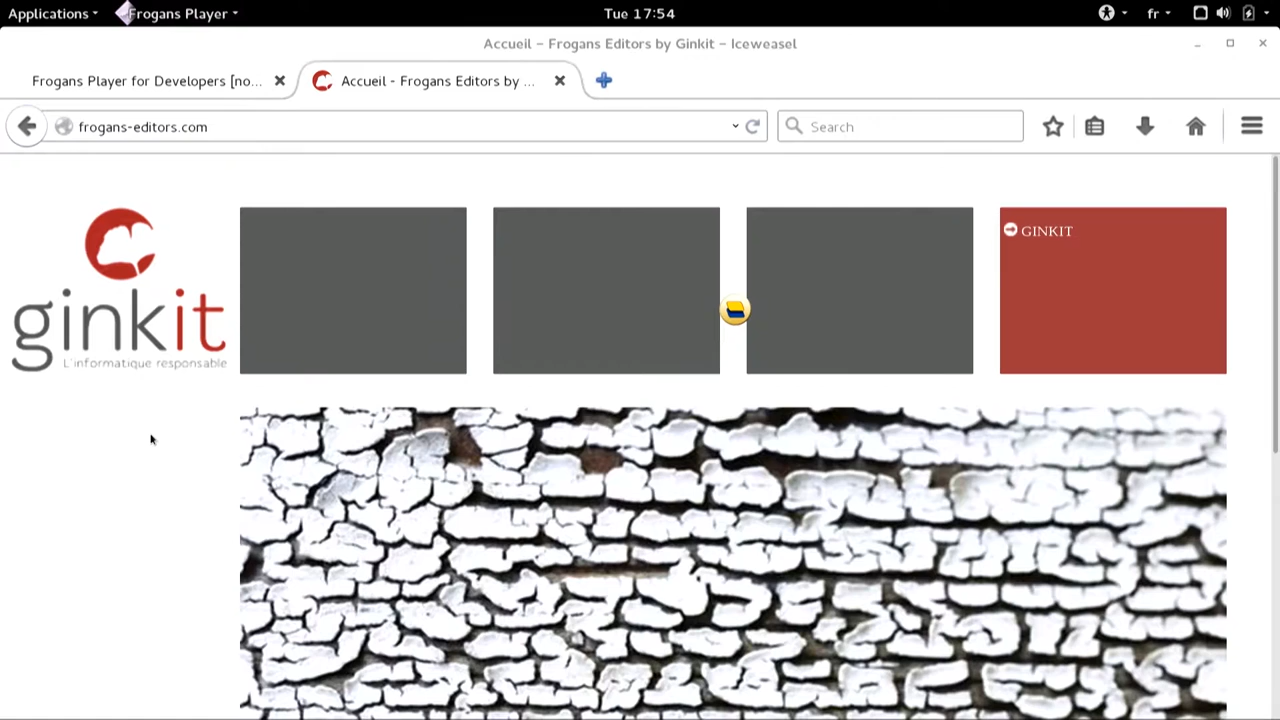 Applications
Frogans Player
Tue 17:54
fr
Accueil – Frogans Editors by Ginkit – Iceweasel
Frogans Player for Developers [no...
Accueil - Frogans Editors by ...
frogans-editors.com
Search
GINKIT
ginkit
L'informatique responsable